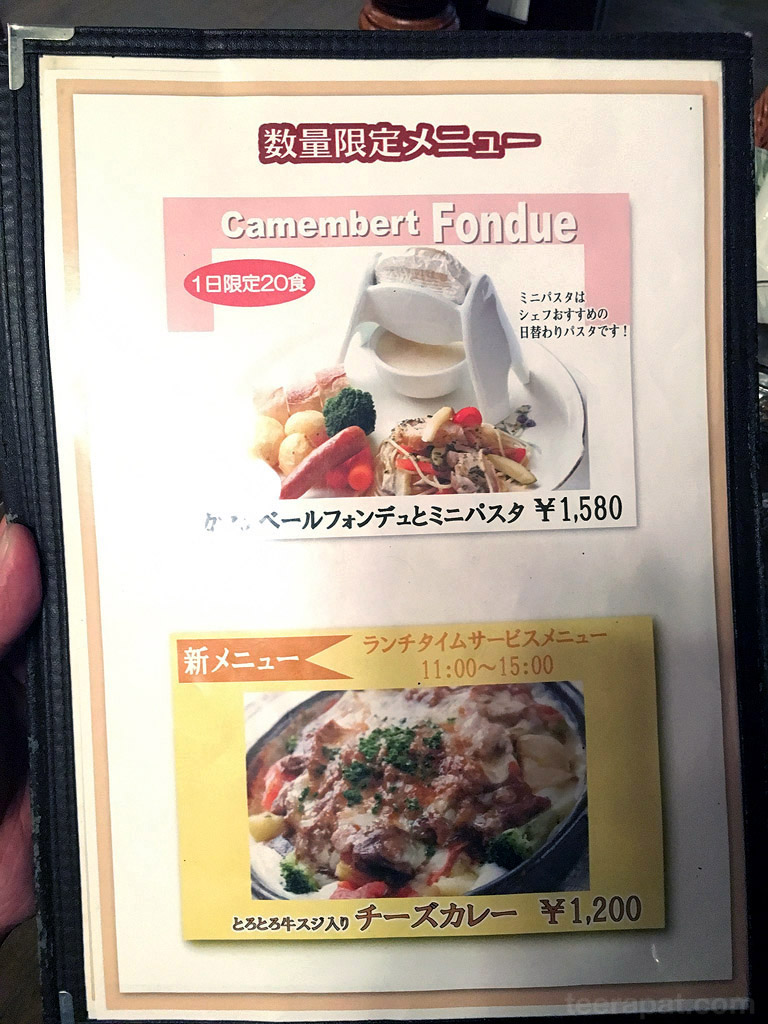 数量限定メニュー
Camembert Fondue
1日限定20食
ミニパスタは
シェフおすすめの
日替わりパスタです!
ベールフォンデュとミニパスタ ¥1,580
新メニュー
ランチタイムサービスメニュー
11:00〜15:00
とろとろ牛スジ入り チーズカレー ¥1,200
teerapat.com